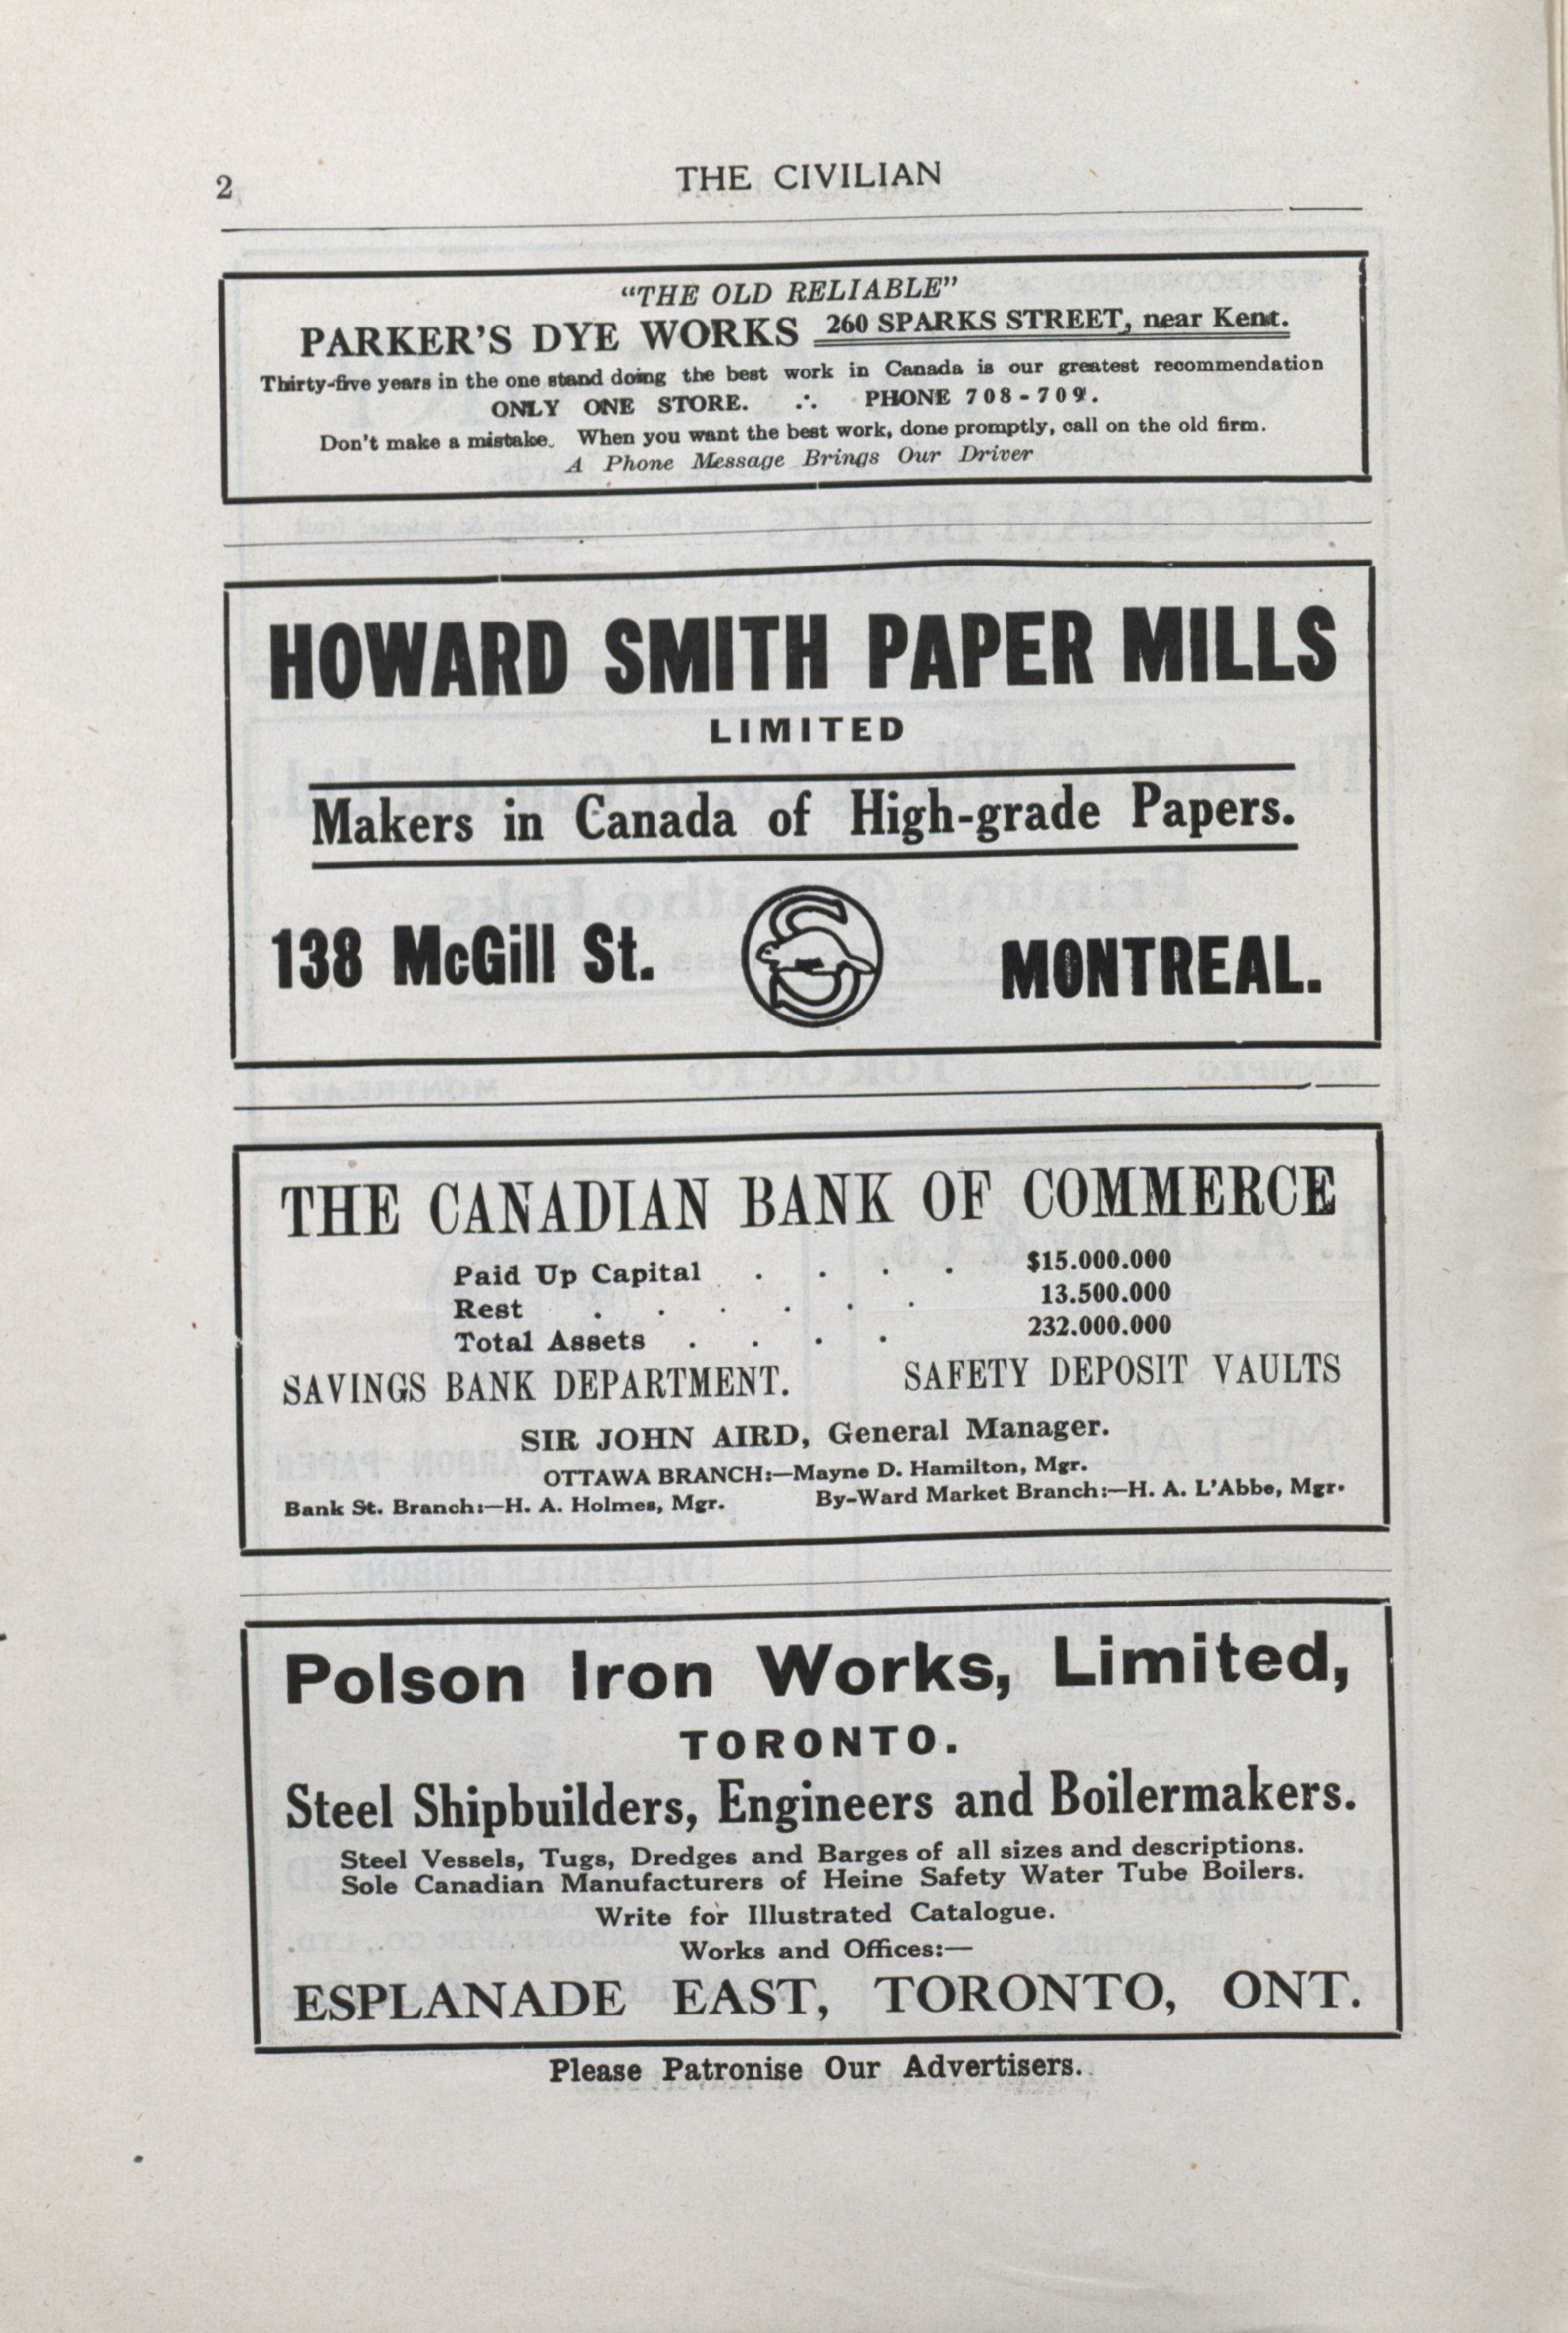 2
THE CIVILIAN
"THE OLD RELIABLE"
PARKER'S DYE WORKS 260 SPARKS STREET, near Kent.
Thirty-five years in the one stand doing the best work in Canada is our greatest recommendation
ONLY ONE STORE. ∴ PHONE 708-709.
Don't make a mistake. When you want the best work, done promptly, call on the old firm.
A Phone Message Brings Our Driver
HOWARD SMITH PAPER MILLS
LIMITED
Makers in Canada of High-grade Papers.
138 McGill St. MONTREAL.
THE CANADIAN BANK OF COMMERCE
Paid Up Capital . . . . $15.000.000
Rest . . . . . . 13.500.000
Total Assets . . . . 232.000.000
SAVINGS BANK DEPARTMENT. SAFETY DEPOSIT VAULTS
SIR JOHN AIRD, General Manager.
OTTAWA BRANCH:—Mayne D. Hamilton, Mgr.
Bank St. Branch:—H. A. Holmes, Mgr. By-Ward Market Branch:—H. A. L'Abbe, Mgr.
Polson Iron Works, Limited,
TORONTO.
Steel Shipbuilders, Engineers and Boilermakers.
Steel Vessels, Tugs, Dredges and Barges of all sizes and descriptions.
Sole Canadian Manufacturers of Heine Safety Water Tube Boilers.
Write for Illustrated Catalogue.
Works and Offices:—
ESPLANADE EAST, TORONTO, ONT.
Please Patronise Our Advertisers.